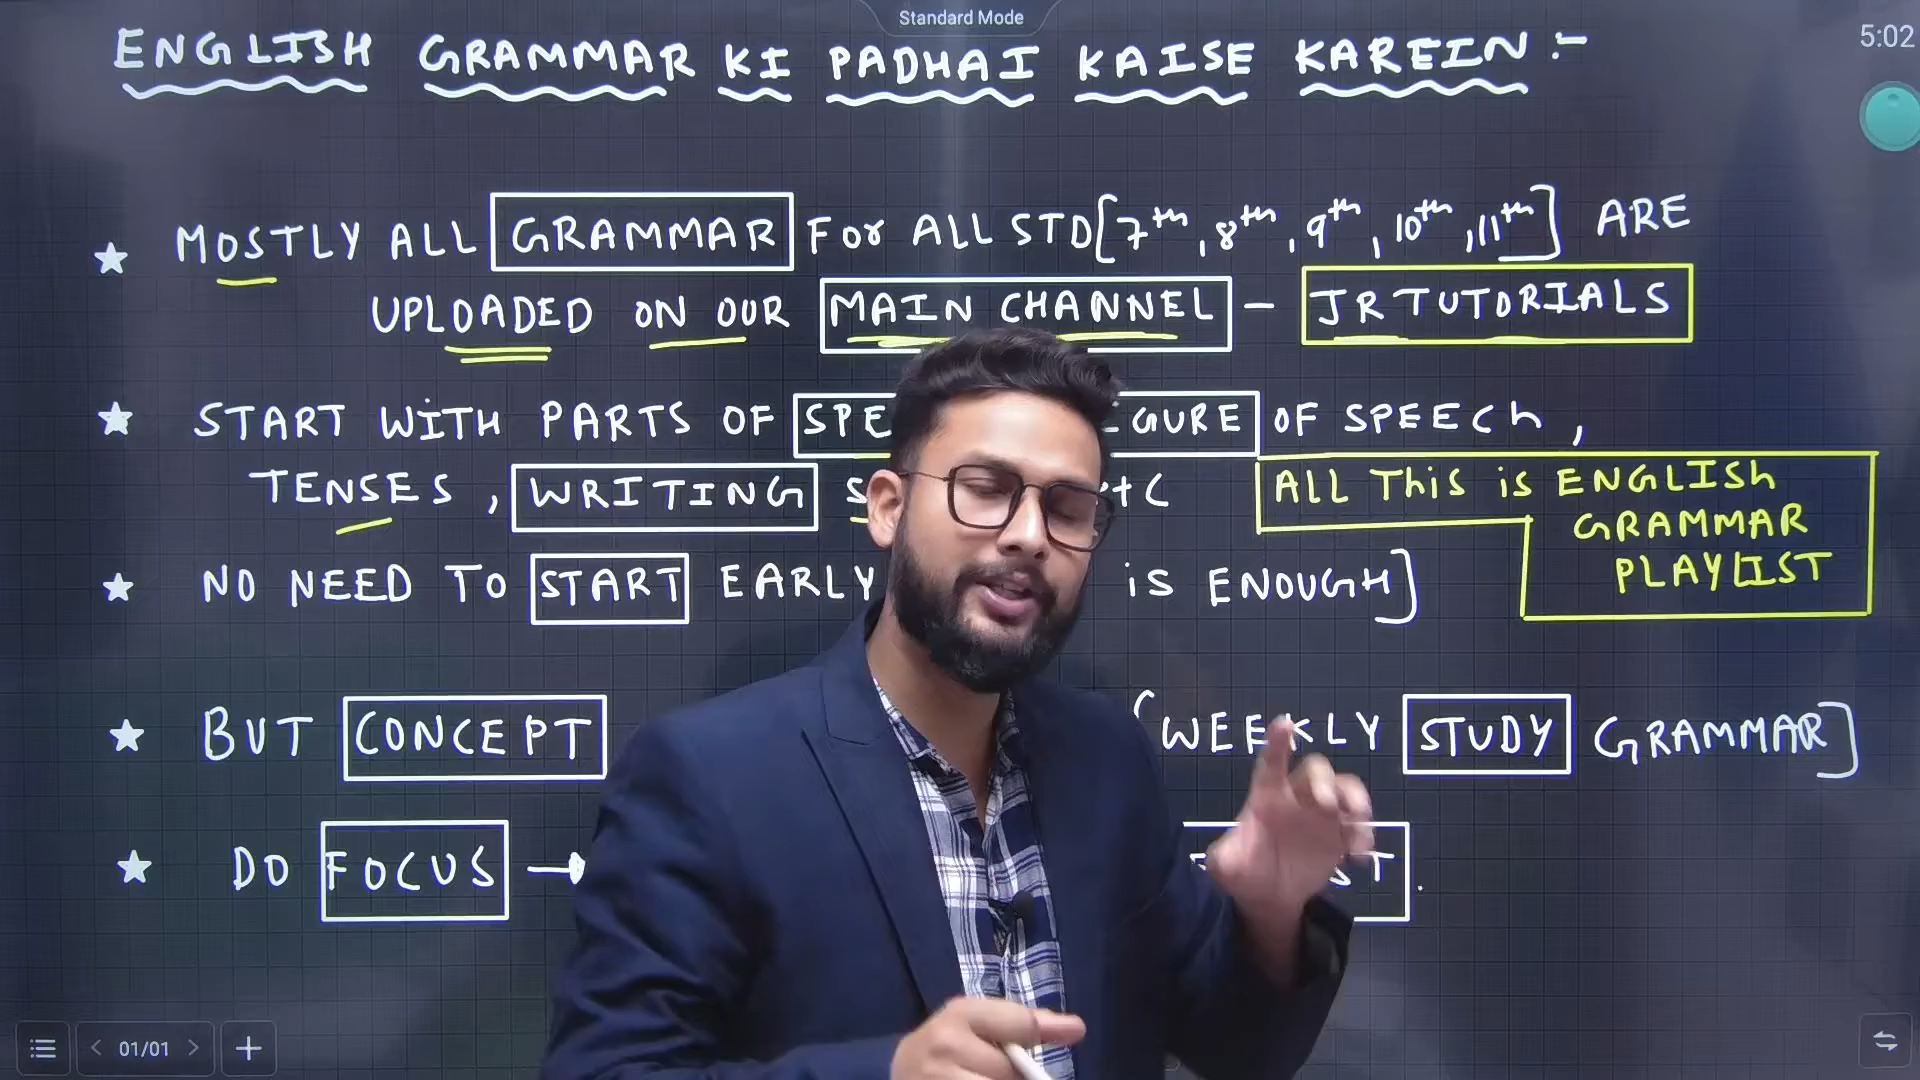 Standard Mode
5:02
ENGLISH GRAMMAR KI PADHAI KAISE KAREIN :-
★ MOSTLY ALL GRAMMAR For ALL STD [7th, 8th, 9th, 10th, 11th] ARE
UPLOADED ON OUR MAIN CHANNEL - JR TUTORIALS
★ START WITH PARTS OF OF SPEECH,
TENSES, WRITING
ALL This is ENGLISH
GRAMMAR
PLAYLIST
★ NO NEED TO START EARLY IS ENOUGH]
★ BUT CONCEPT (WEEKLY STUDY GRAMMAR]
★ DO FOCUS →
01/01